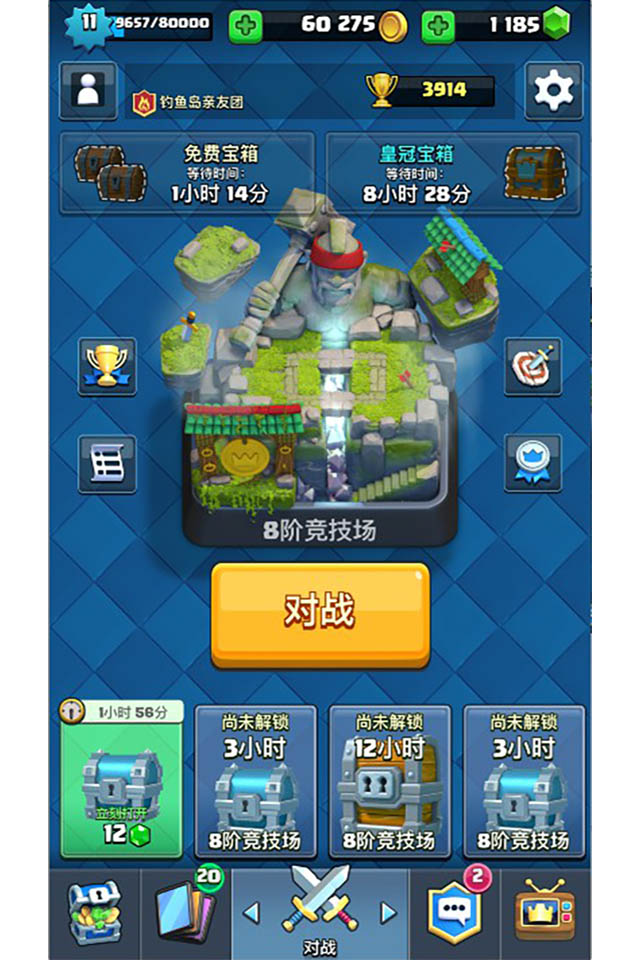 11
9657/80000
60 275
1 185
钓鱼岛亲友团
3914
免费宝箱
等待时间:
1小时 14分
皇冠宝箱
等待时间:
8小时 28分
8阶竞技场
对战
1小时 56分
立刻打开
12
尚未解锁
3小时
8阶竞技场
尚未解锁
12小时
8阶竞技场
尚未解锁
3小时
8阶竞技场
20
对战
2